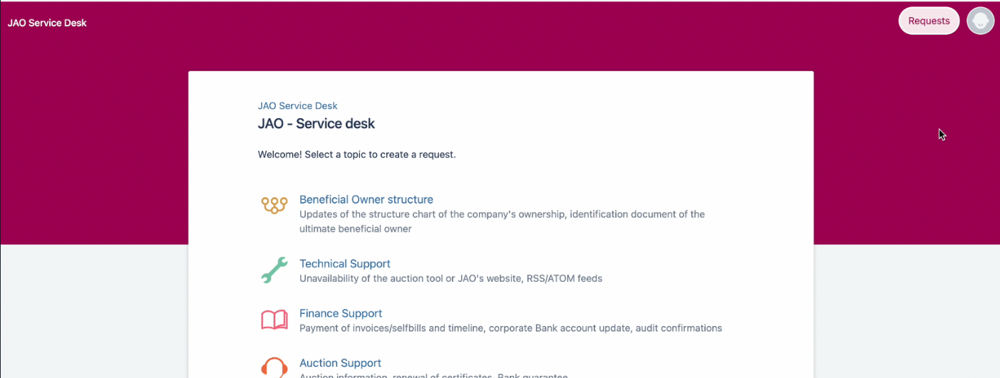 JAO Service Desk
Requests
JAO Service Desk
JAO - Service desk
Welcome! Select a topic to create a request.
Beneficial Owner structure
Updates of the structure chart of the company's ownership, identification document of the
ultimate beneficial owner
Technical Support
Unavailability of the auction tool or JAO's website, RSS/ATOM feeds
Finance Support
Payment of invoices/selfbills and timeline, corporate Bank account update, audit confirmations
Auction Support
Auction information, renewal of certificates, Bank guarantee